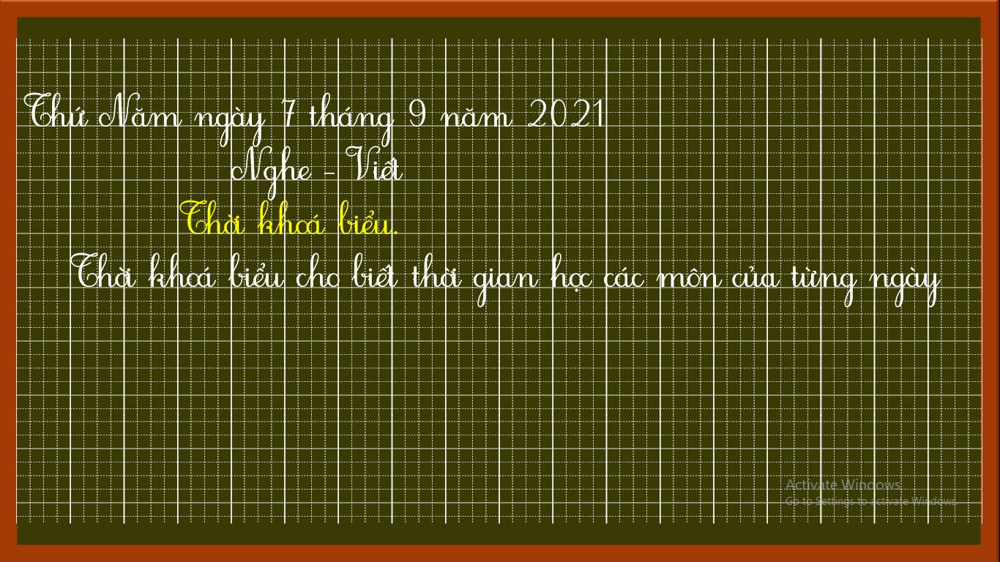 Thứ Năm ngày 7 tháng 9 năm 2021
Nghe - Viết
Thời khoá biểu.
Thời khoá biểu cho biết thời gian học các môn của từng ngày
Activate Windows
Go to Settings to activate Windows.